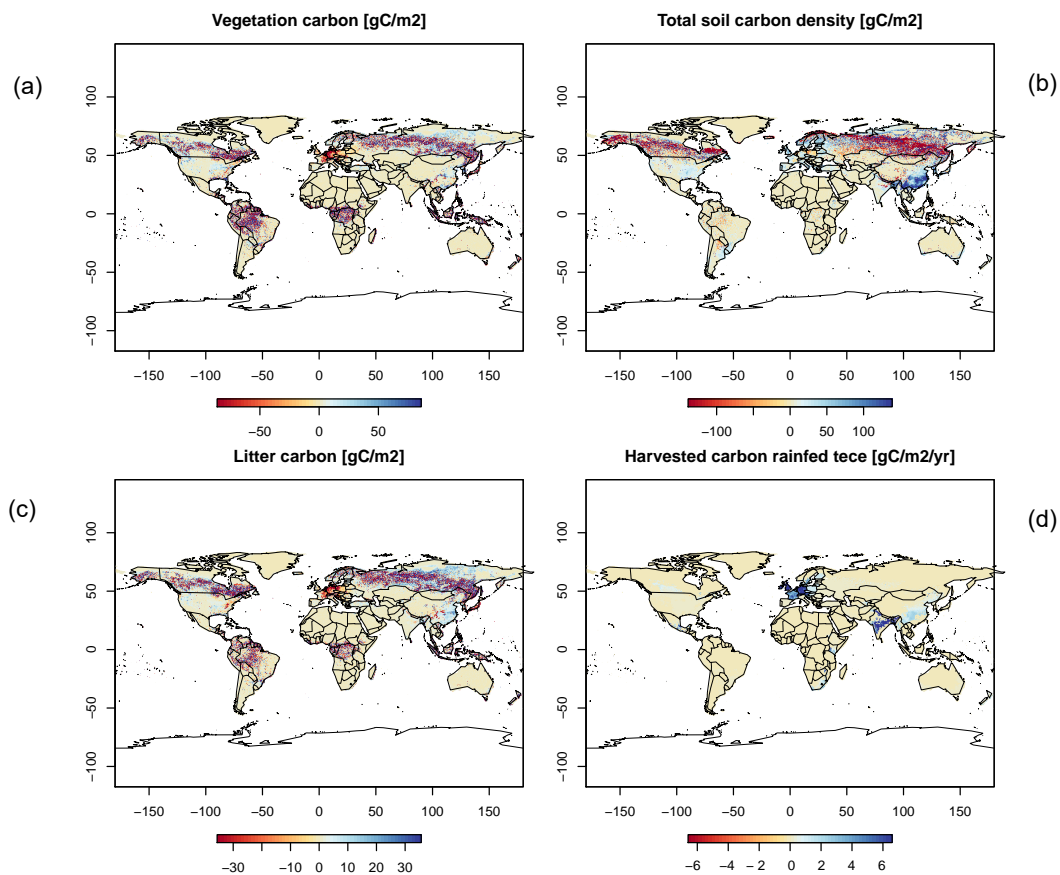 Vegetation carbon [gC/m2]
(a)
100
50
0
−50
−100
−150 −100 −50 0 50 100 150
−50 0 50
Total soil carbon density [gC/m2]
(b)
100
50
0
−50
−100
−150 −100 −50 0 50 100 150
−100 0 50 100
Litter carbon [gC/m2]
(c)
100
50
0
−50
−100
−150 −100 −50 0 50 100 150
−30 −10 0 10 20 30
Harvested carbon rainfed tece [gC/m2/yr]
(d)
100
50
0
−50
−100
−150 −100 −50 0 50 100 150
−6 −4 −2 0 2 4 6